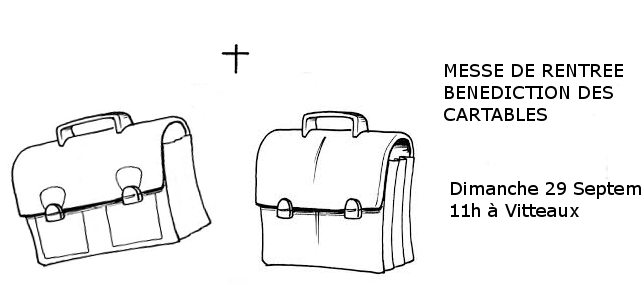 MESSE DE RENTREE
BENEDICTION DES
CARTABLES
Dimanche 29 Septem
11h à Vitteaux